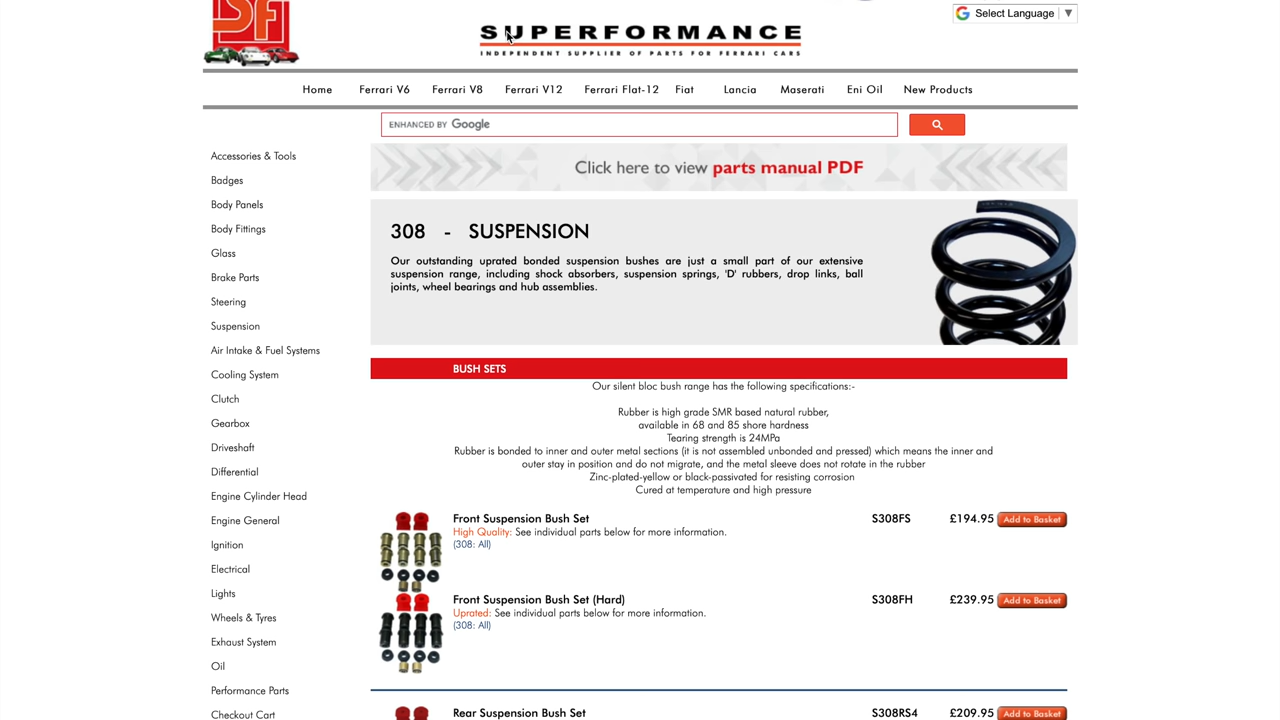 SF
Select Language ▼
SUPERFORMANCE
INDEPENDENT SUPPLIER OF PARTS FOR FERRARI CARS
Home Ferrari V6 Ferrari V8 Ferrari V12 Ferrari Flat-12 Fiat Lancia Maserati Eni Oil New Products
ENHANCED BY Google
Accessories & Tools
Badges
Body Panels
Body Fittings
Glass
Brake Parts
Steering
Suspension
Air Intake & Fuel Systems
Cooling System
Clutch
Gearbox
Driveshaft
Differential
Engine Cylinder Head
Engine General
Ignition
Electrical
Lights
Wheels & Tyres
Exhaust System
Oil
Performance Parts
Checkout Cart
Click here to view parts manual PDF
308 - SUSPENSION
Our outstanding uprated bonded suspension bushes are just a small part of our extensive
suspension range, including shock absorbers, suspension springs, 'D' rubbers, drop links, ball
joints, wheel bearings and hub assemblies.
BUSH SETS
Our silent bloc bush range has the following specifications:-
Rubber is high grade SMR based natural rubber,
available in 68 and 85 shore hardness
Tearing strength is 24MPa
Rubber is bonded to inner and outer metal sections (it is not assembled unbonded and pressed) which means the inner and
outer stay in position and do not migrate, and the metal sleeve does not rotate in the rubber
Zinc-plated-yellow or black-passivated for resisting corrosion
Cured at temperature and high pressure
Front Suspension Bush Set S308FS £194.95 Add to Basket
High Quality: See individual parts below for more information.
(308: All)
Front Suspension Bush Set (Hard) S308FH £239.95 Add to Basket
Uprated: See individual parts below for more information.
(308: All)
Rear Suspension Bush Set S308RS4 £209.95 Add to Basket